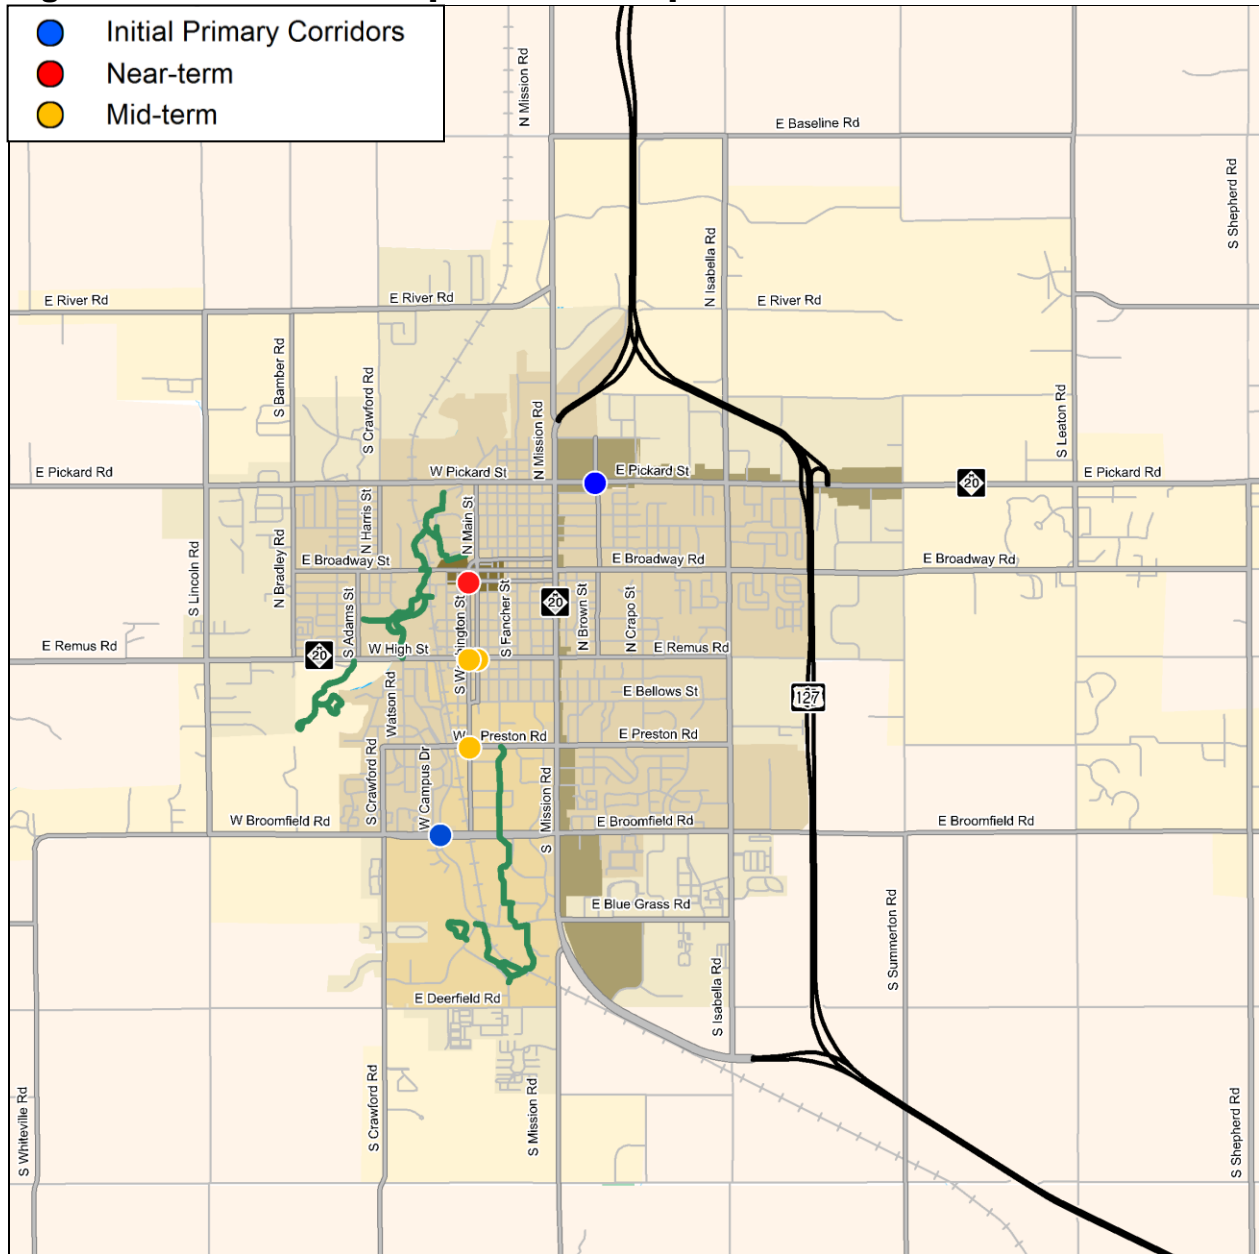 Initial Primary Corridors
Near-term
Mid-term
N Mission Rd
E Baseline Rd
S Shepherd Rd
N Isabella Rd
E River Rd
E River Rd
E River Rd
S Bamber Rd
S Crawford Rd
N Mission Rd
S Leaton Rd
E Pickard Rd
W Pickard St
E Pickard St
20
E Pickard Rd
N Harris St
N Main St
S Lincoln Rd
N Bradley Rd
E Broadway St
E Broadway Rd
E Broadway Rd
S Adams St
S Washington St
S Fancher St
20
N Brown St
N Crapo St
E Remus Rd
20
W High St
E Remus Rd
Watson Rd
E Bellows St
127
W Preston Rd
E Preston Rd
S Crawford Rd
W Campus Dr
S Mission Rd
W Broomfield Rd
E Broomfield Rd
E Broomfield Rd
E Blue Grass Rd
S Summerton Rd
S Isabella Rd
E Deerfield Rd
S Whiteville Rd
S Crawford Rd
S Mission Rd
S Shepherd Rd